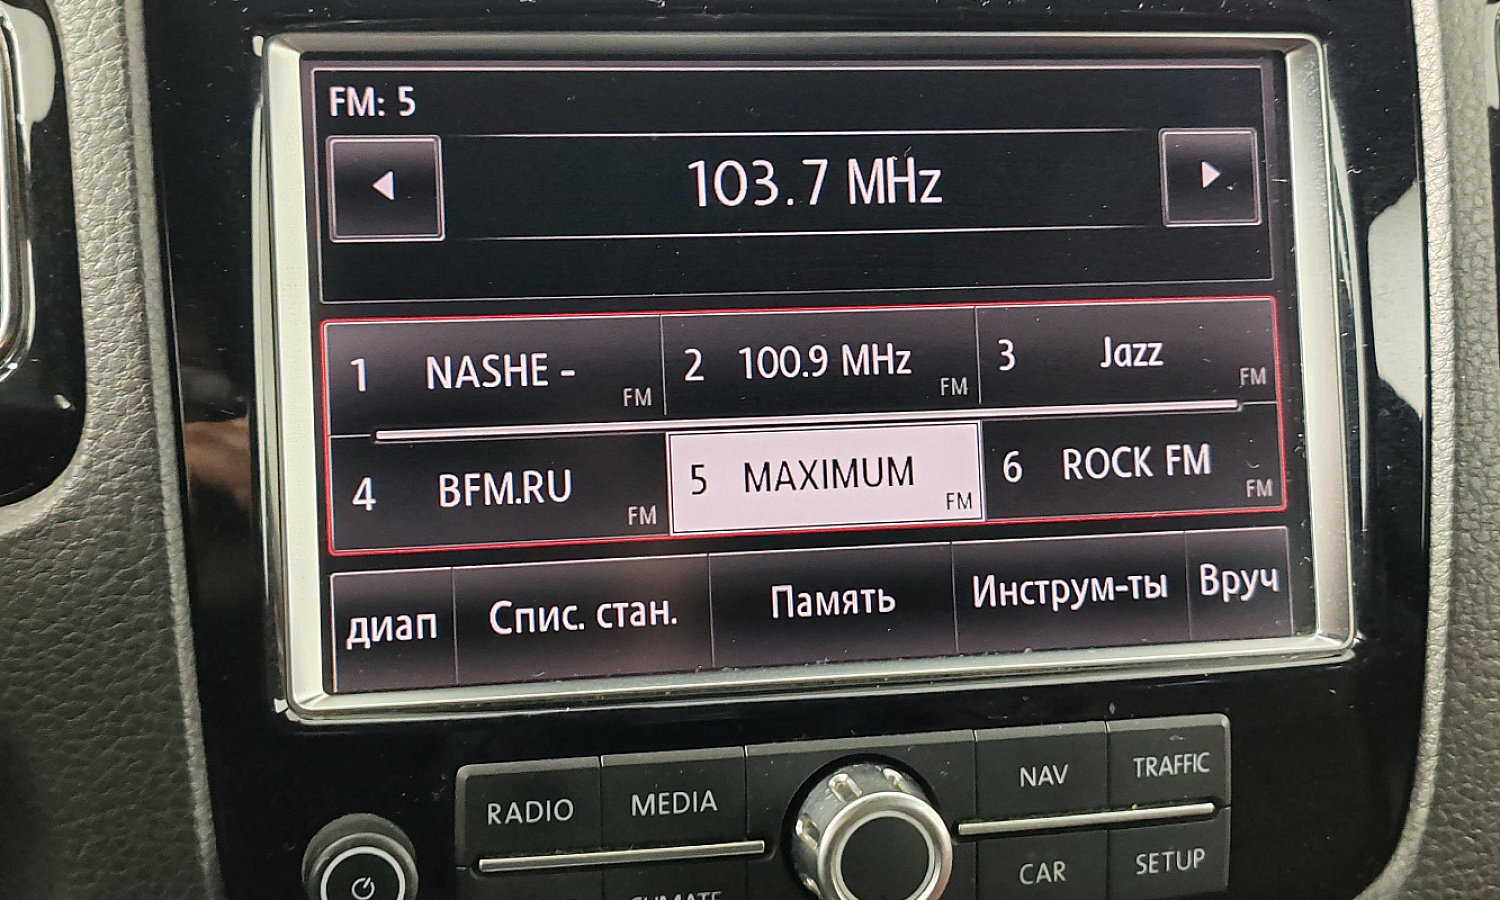 FM: 5
103.7 MHz
1 NASHE - FM
2 100.9 MHz FM
3 Jazz FM
4 BFM.RU FM
5 MAXIMUM FM
6 ROCK FM FM
диап Спис. стан. Память Инструм-ты Вруч
RADIO MEDIA NAV TRAFFIC
CLIMATE CAR SETUP